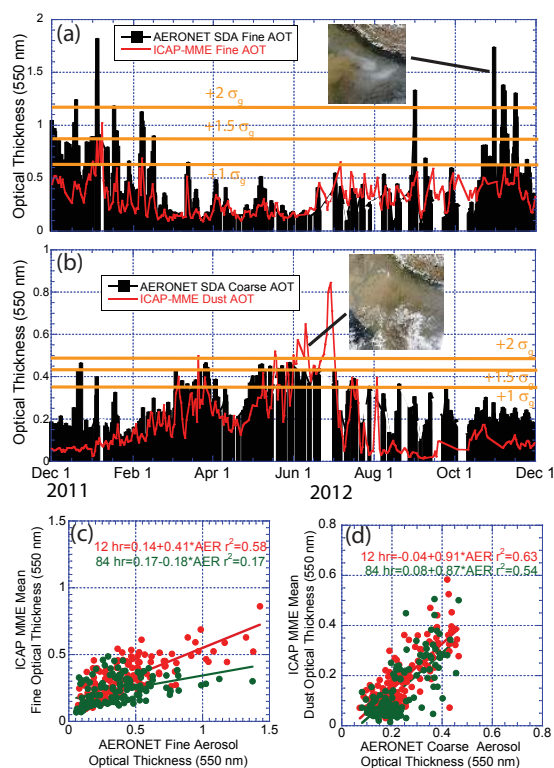 (a)
AERONET SDA Fine AOT
ICAP-MME Fine AOT
Optical Thickness (550 nm)
2
1.5
1
0.5
0
+2 σg
+1.5 σg
+1 σg
(b)
AERONET SDA Coarse AOT
ICAP-MME Dust AOT
Optical Thickness (550 nm)
1
0.8
0.6
0.4
0.2
0
+2 σg
+1.5 σg
+1 σg
Dec 1 Feb 1 Apr 1 Jun 1 Aug 1 Oct 1 Dec 1
2011 2012
(c)
12 hr=0.14+0.41*AER r²=0.58
84 hr=0.17-0.18*AER r²=0.17
ICAP MME Mean
Fine Optical Thickness (550 nm)
1.5
1
0.5
0
0 0.5 1 1.5
AERONET Fine Aerosol
Optical Thickness (550 nm)
(d)
12 hr=-0.04+0.91*AER r²=0.63
84 hr=0.08+0.87*AER r²=0.54
ICAP MME Mean
Dust Optical Thickness (550 nm)
0.8
0.6
0.4
0.2
0
0 0.2 0.4 0.6 0.8
AERONET Coarse Aerosol
Optical Thickness (550 nm)